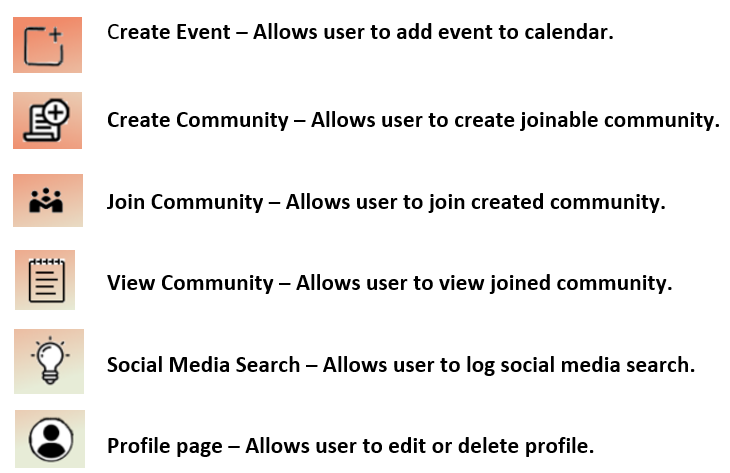 Create Event – Allows user to add event to calendar.
Create Community – Allows user to create joinable community.
Join Community – Allows user to join created community.
View Community – Allows user to view joined community.
Social Media Search – Allows user to log social media search.
Profile page – Allows user to edit or delete profile.